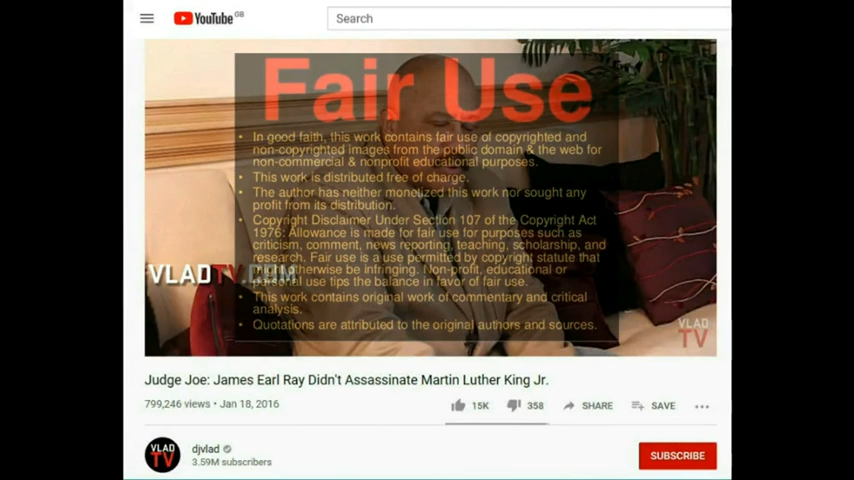 YouTube GB
Search
Fair Use
• In good faith, this work contains fair use of copyrighted and
non-copyrighted images from the public domain & the web for
non-commercial & nonprofit educational purposes.
• This work is distributed free of charge.
• The author has neither monetized this work nor sought any
profit from its distribution.
• Copyright Disclaimer Under Section 107 of the Copyright Act
1976: Allowance is made for fair use for purposes such as
criticism, comment, news reporting, teaching, scholarship, and
research. Fair use is a use permitted by copyright statute that
otherwise be infringing. Non-profit, educational or
personal use tips the balance in favor of fair use.
• This work contains original work of commentary and critical
analysis.
• Quotations are attributed to the original authors and sources.
VLADTV.COM
VLAD
TV
Judge Joe: James Earl Ray Didn't Assassinate Martin Luther King Jr.
799,246 views • Jan 18, 2016
15K 358 SHARE SAVE
VLAD
TV
djvlad
3.59M subscribers
SUBSCRIBE